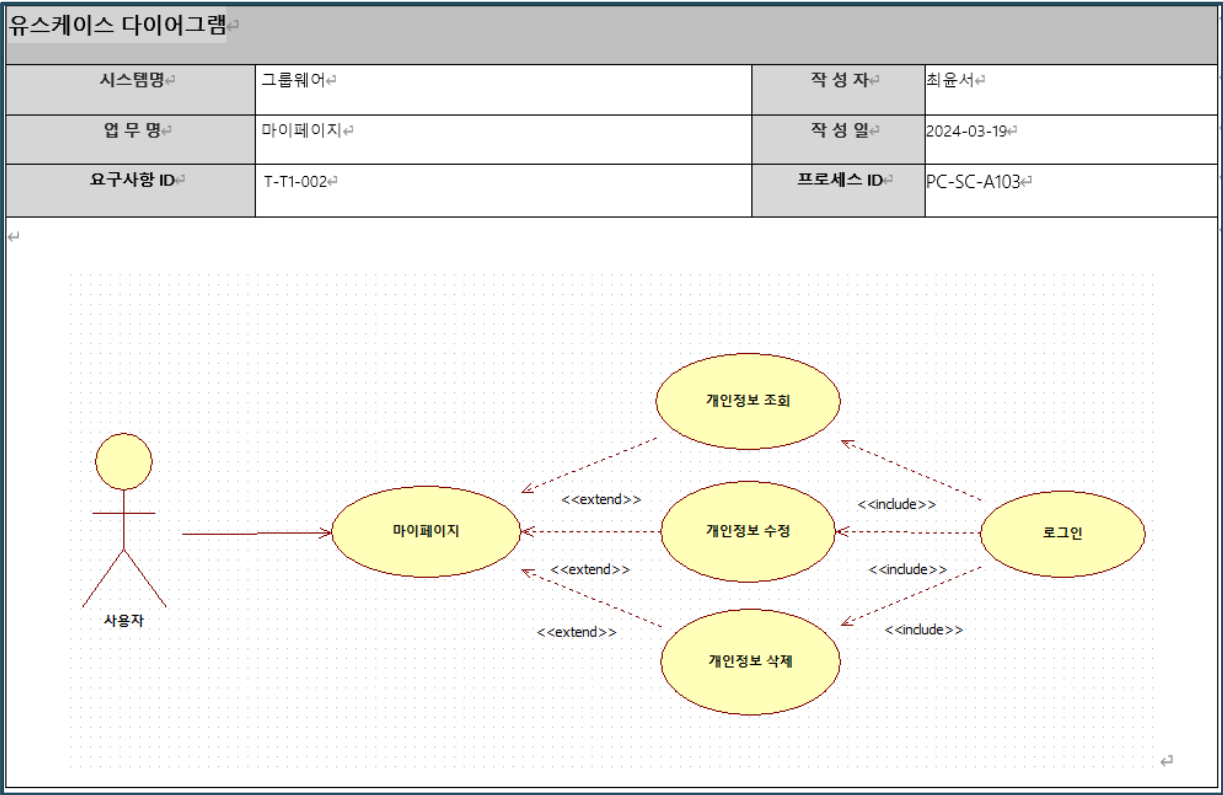 유스케이스 다이어그램
시스템명 그룹웨어 작 성 자 최윤서
업 무 명 마이페이지 작 성 일 2024-03-19
요구사항 ID T-T1-002 프로세스 ID PC-SC-A103
개인정보 조회
<<extend>> <<include>>
마이페이지 개인정보 수정 로그인
<<extend>> <<include>>
사용자
<<extend>> <<include>>
개인정보 삭제